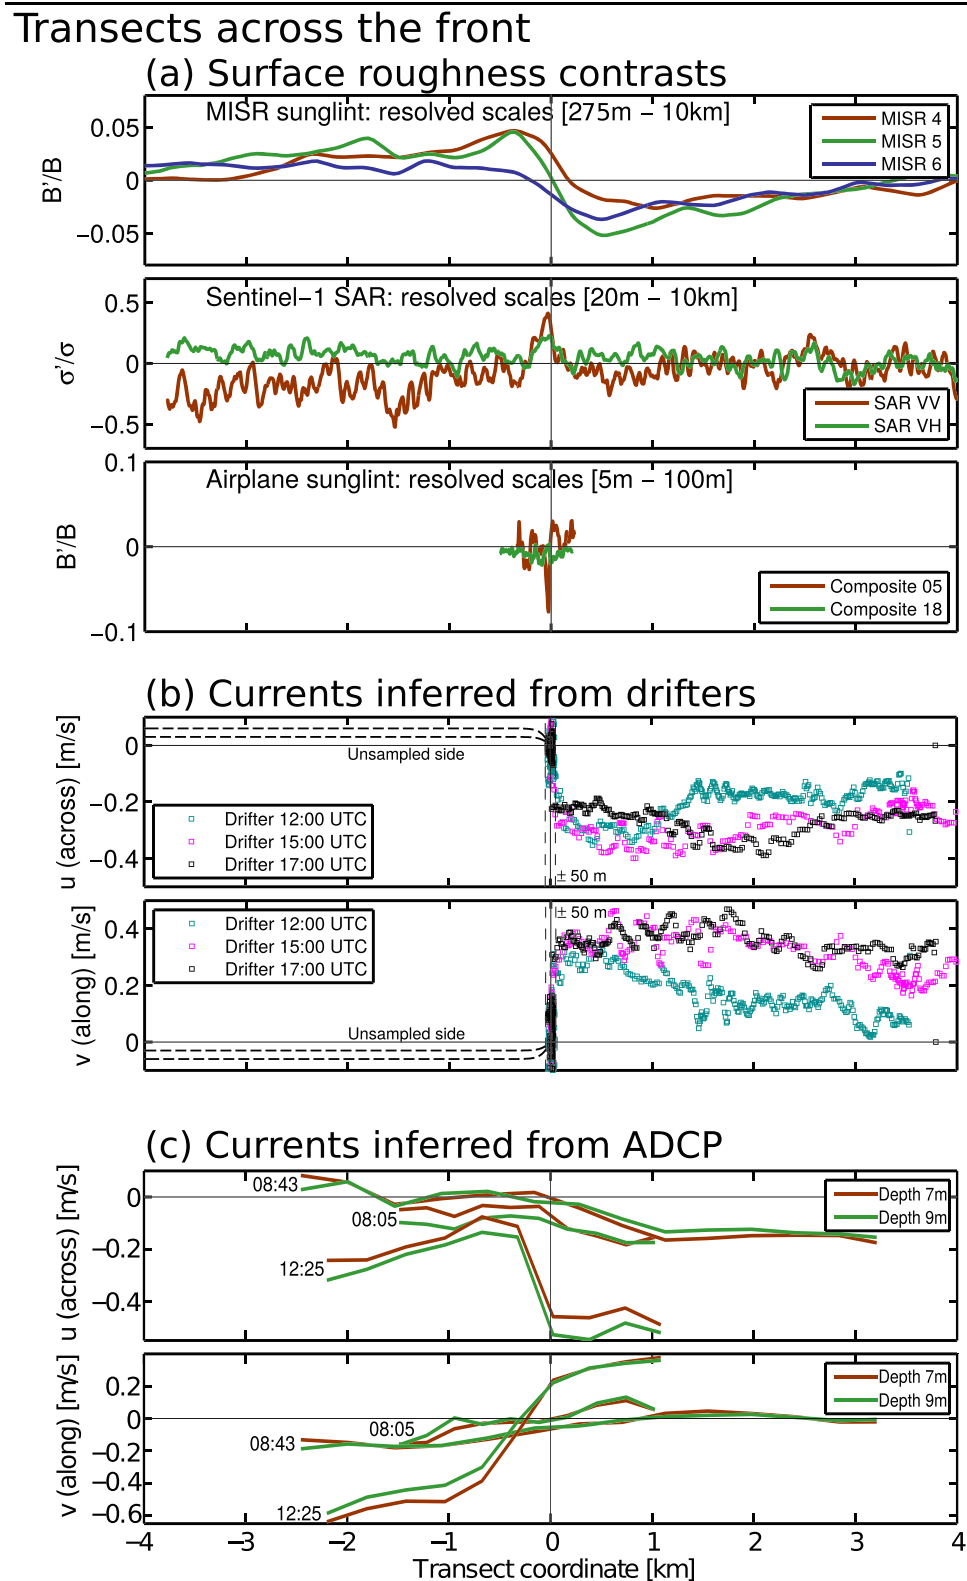 Transects across the front
(a) Surface roughness contrasts
MISR sunglint: resolved scales [275m − 10km]
MISR 4
MISR 5
MISR 6
0.05
0
−0.05
B'/B
Sentinel−1 SAR: resolved scales [20m − 10km]
0.5
0
−0.5
σ'/σ
SAR VV
SAR VH
Airplane sunglint: resolved scales [5m − 100m]
0.1
0
−0.1
B'/B
Composite 05
Composite 18
(b) Currents inferred from drifters
u (across) [m/s]
0
−0.2
−0.4
Unsampled side
Drifter 12:00 UTC
Drifter 15:00 UTC
Drifter 17:00 UTC
± 50 m
v (along) [m/s]
0.4
0.2
0
Drifter 12:00 UTC
Drifter 15:00 UTC
Drifter 17:00 UTC
± 50 m
Unsampled side
(c) Currents inferred from ADCP
u (across) [m/s]
0
−0.2
−0.4
08:43
08:05
12:25
Depth 7m
Depth 9m
v (along) [m/s]
0.2
0
−0.2
−0.4
−0.6
08:43
08:05
12:25
Depth 7m
Depth 9m
−4 −3 −2 −1 0 1 2 3 4
Transect coordinate [km]